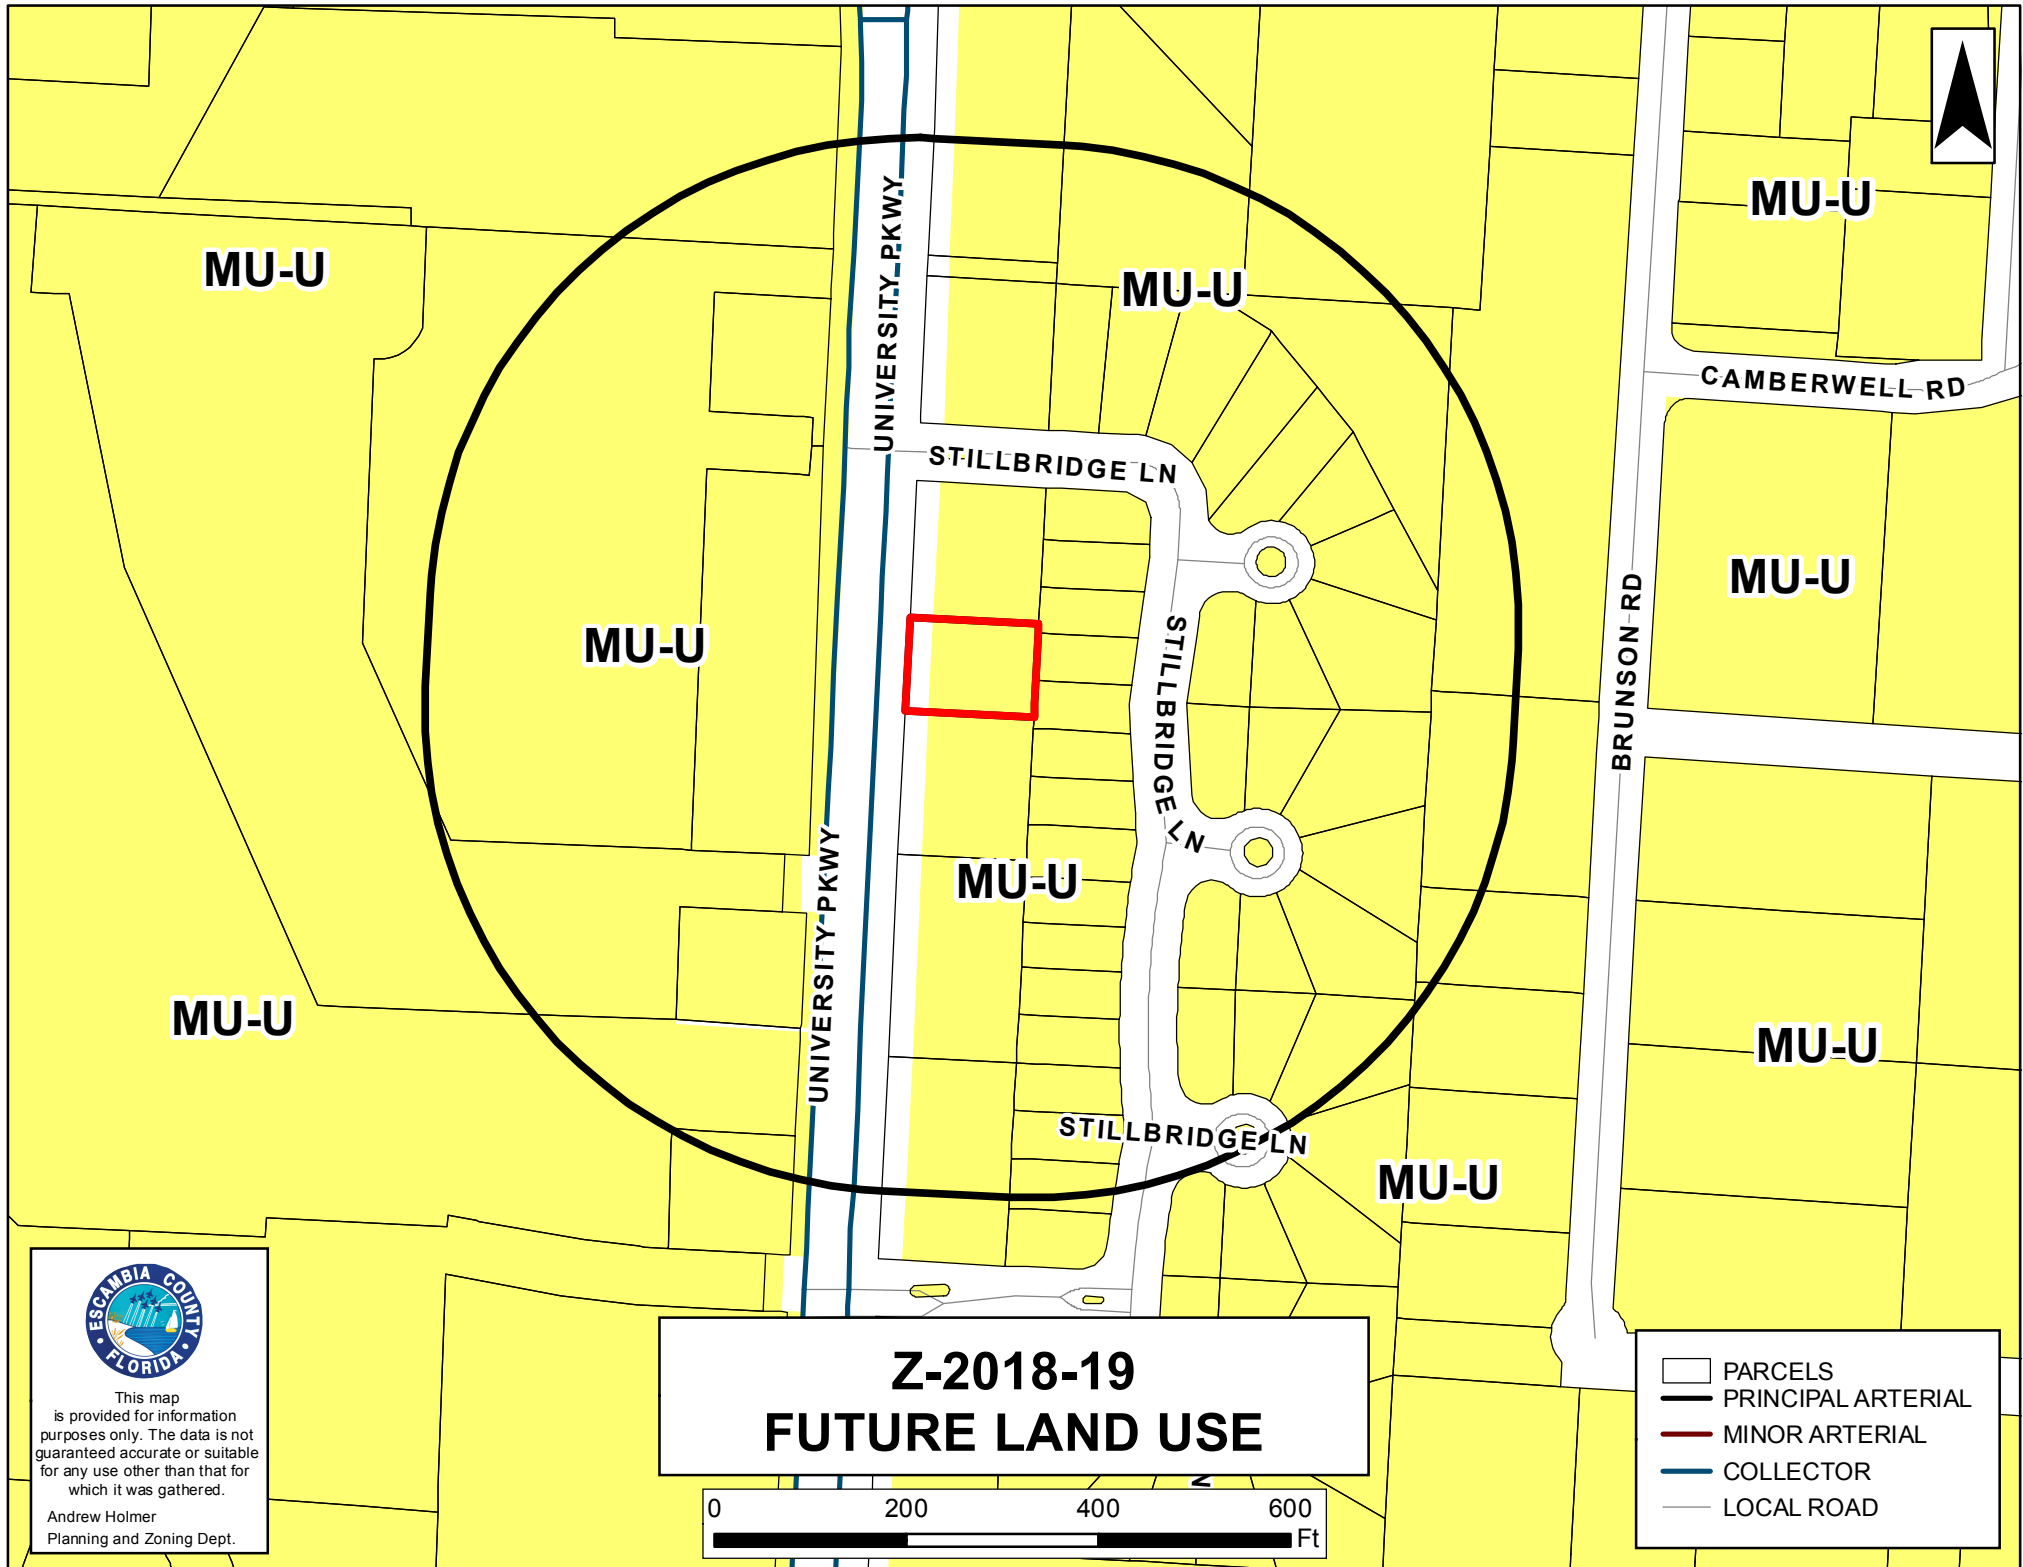 MU-U
MU-U
MU-U
UNIVERSITY PKWY
CAMBERWELL RD
STILLBRIDGE LN
MU-U
MU-U
BRUNSON RD
STILLBRIDGE LN
UNIVERSITY PKWY
MU-U
MU-U
MU-U
STILLBRIDGE LN
MU-U
ESCAMBIA COUNTY
FLORIDA
This map
is provided for information
purposes only. The data is not
guaranteed accurate or suitable
for any use other than that for
which it was gathered.
Andrew Holmer
Planning and Zoning Dept.
Z-2018-19
FUTURE LAND USE
N
0 200 400 600
Ft
PARCELS
PRINCIPAL ARTERIAL
MINOR ARTERIAL
COLLECTOR
LOCAL ROAD